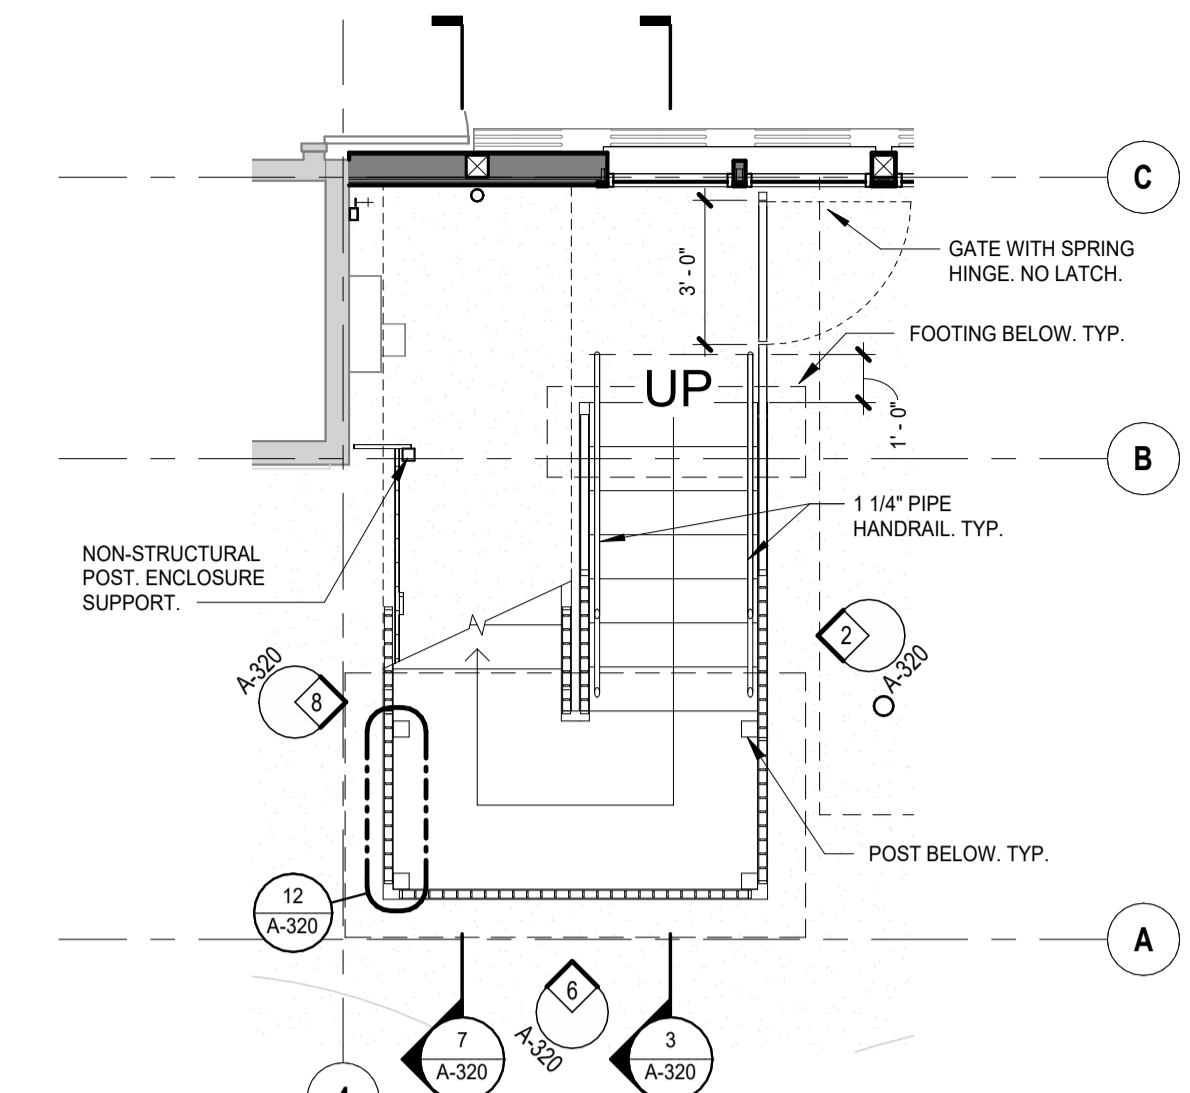 C
GATE WITH SPRING
HINGE. NO LATCH.
3' - 0"
FOOTING BELOW. TYP.
UP
1' - 0"
B
1 1/4" PIPE
HANDRAIL. TYP.
NON-STRUCTURAL
POST. ENCLOSURE
SUPPORT.
2
A-320
8
A-320
POST BELOW. TYP.
12
A-320
A
6
A-320
7
A-320
3
A-320